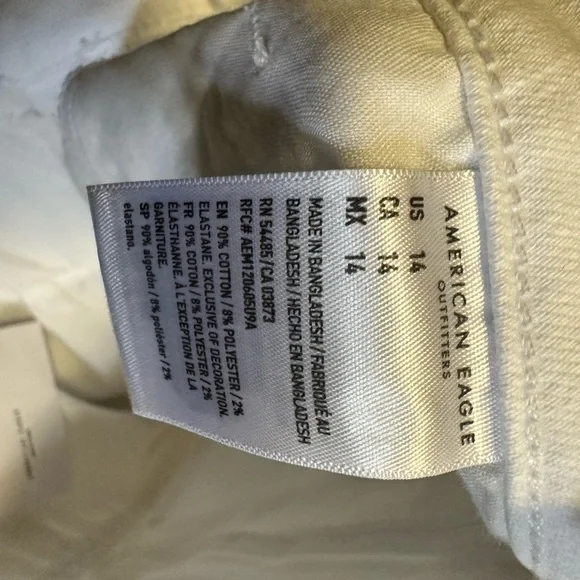 AMERICAN EAGLE
OUTFITTERS
US 14
CA 14
MX 14
MADE IN BANGLADESH / FABRIQUÉ AU
BANGLADESH / HECHO EN BANGLADESH
RN 54485 / CA 03873
RFC# AEM120605U9A
EN 90% COTTON / 8% POLYESTER / 2%
ELASTANE. EXCLUSIVE OF DECORATION.
FR 90% COTON / 8% POLYESTER / 2%
ÉLASTHANNE. À L'EXCEPTION DE LA
GARNITURE.
SP 90% algodón / 8% poliéster / 2%
elastano.